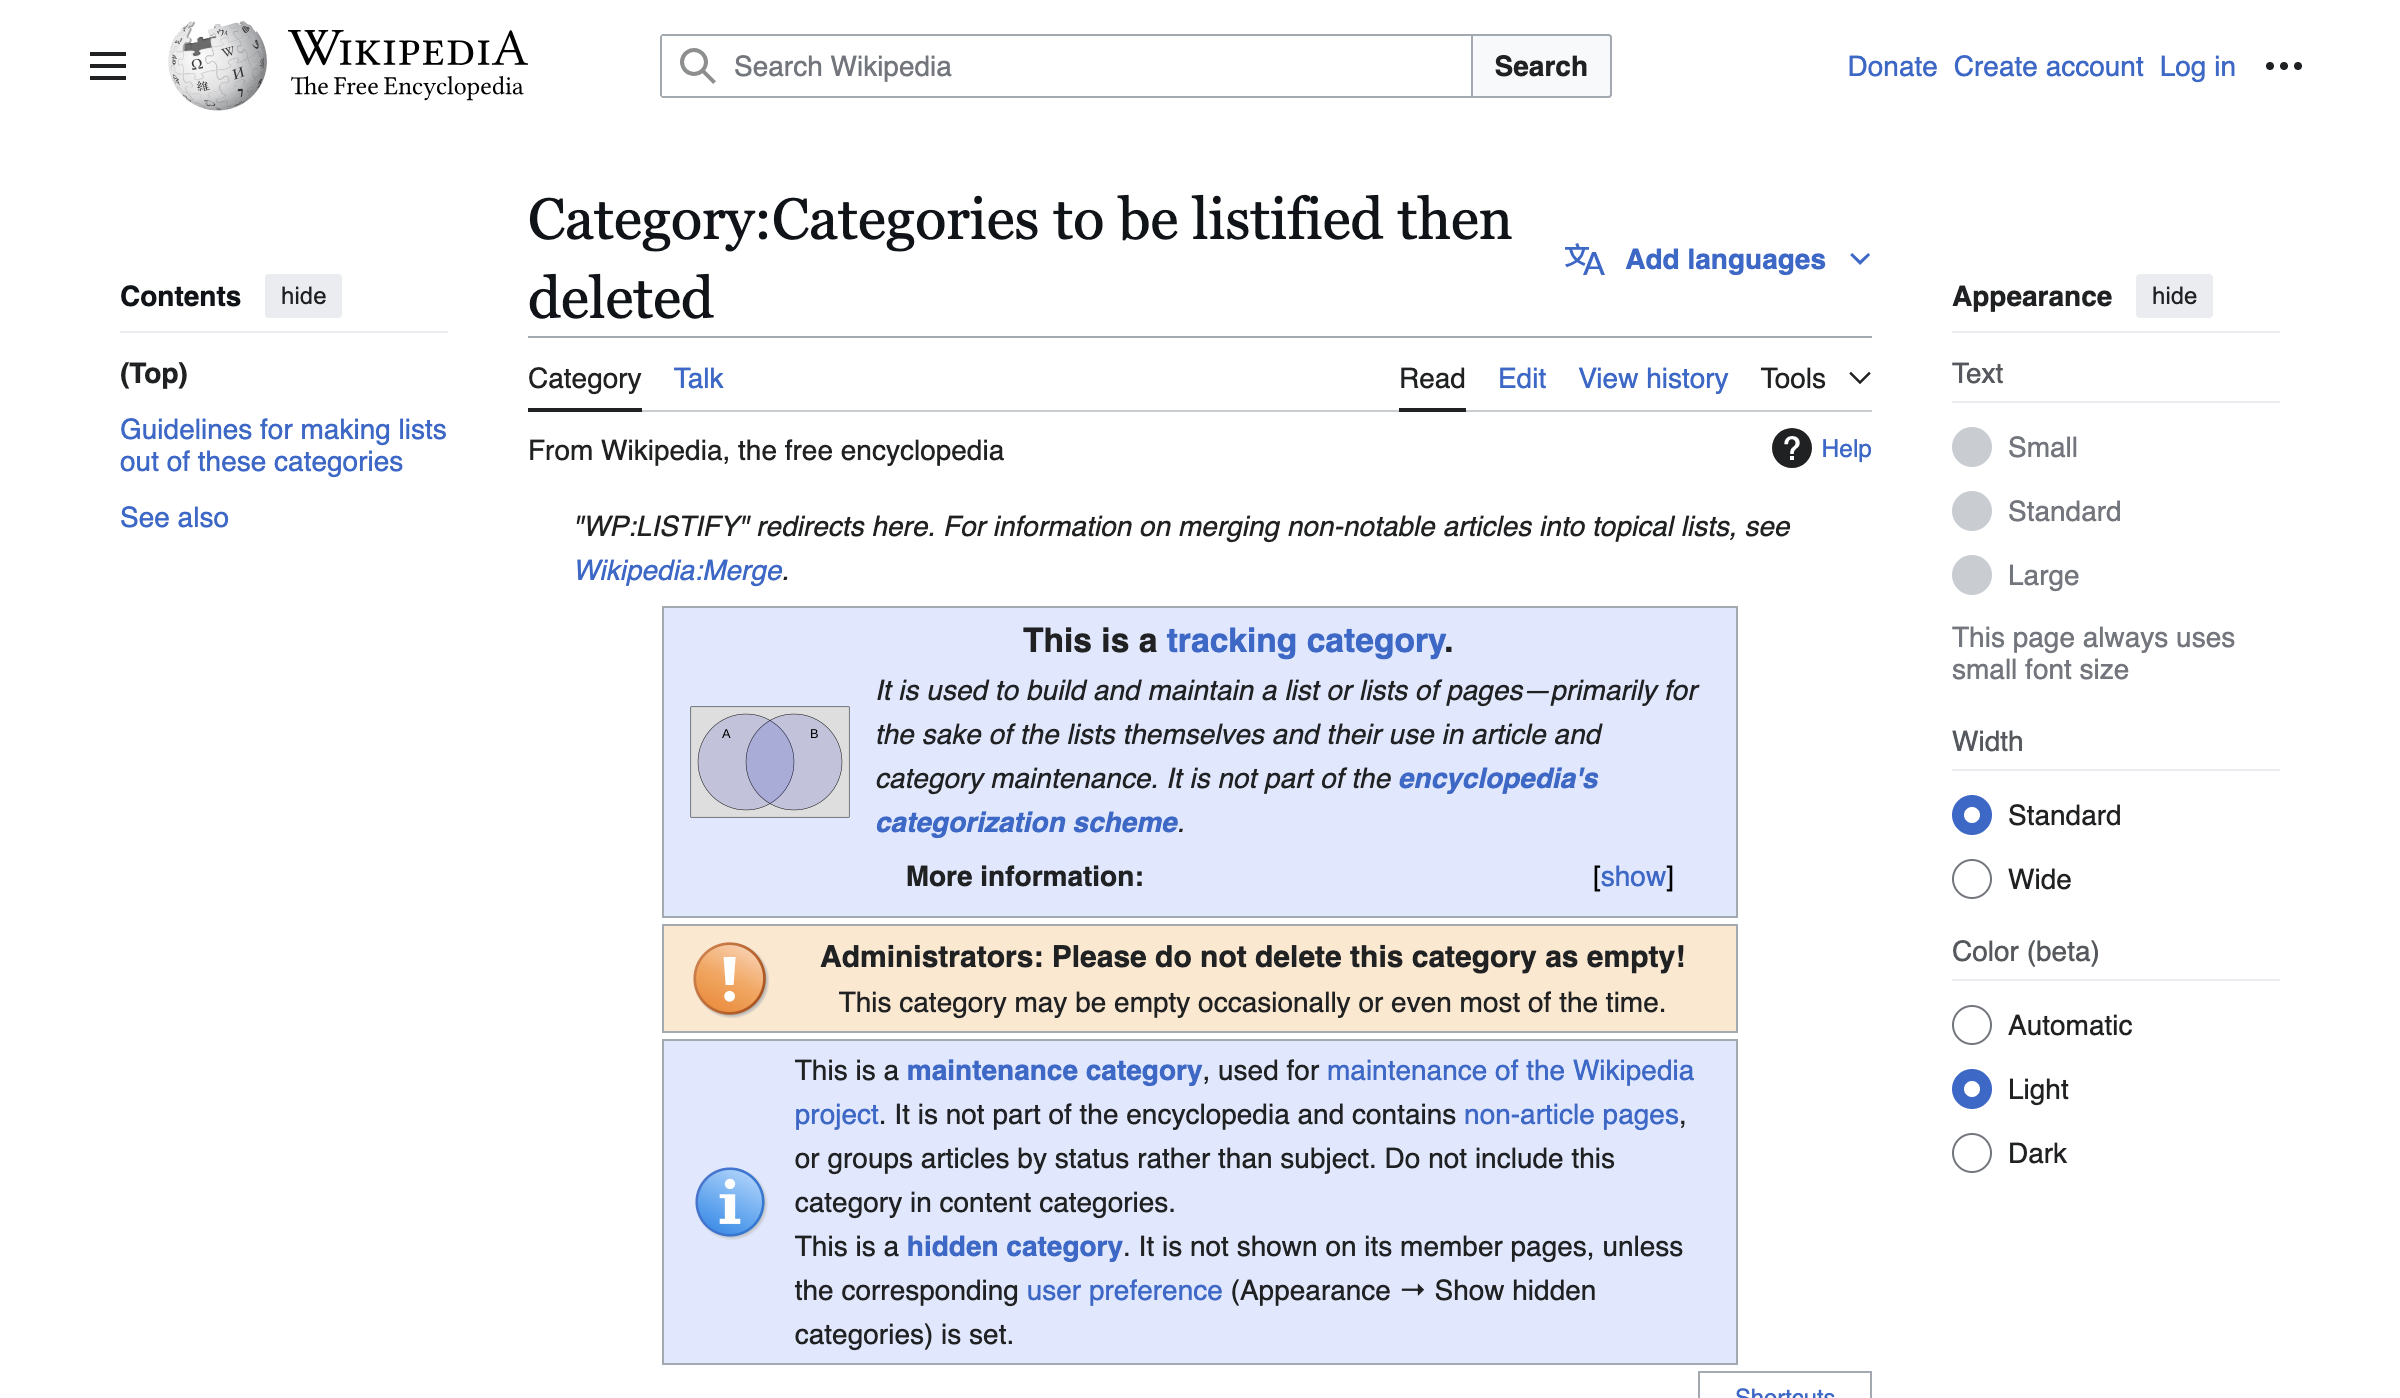 WIKIPEDIA
The Free Encyclopedia
Search Wikipedia
Search
Donate Create account Log in
Category:Categories to be listified then
deleted
Add languages
Contents hide
(Top)
Guidelines for making lists
out of these categories
See also
Category Talk
Read Edit View history Tools
From Wikipedia, the free encyclopedia
Help
"WP:LISTIFY" redirects here. For information on merging non-notable articles into topical lists, see
Wikipedia:Merge.
This is a tracking category.
A B
It is used to build and maintain a list or lists of pages—primarily for
the sake of the lists themselves and their use in article and
category maintenance. It is not part of the encyclopedia's
categorization scheme.
More information: [show]
Administrators: Please do not delete this category as empty!
This category may be empty occasionally or even most of the time.
This is a maintenance category, used for maintenance of the Wikipedia
project. It is not part of the encyclopedia and contains non-article pages,
or groups articles by status rather than subject. Do not include this
category in content categories.
This is a hidden category. It is not shown on its member pages, unless
the corresponding user preference (Appearance → Show hidden
categories) is set.
Shortcuts
Appearance hide
Text
Small
Standard
Large
This page always uses
small font size
Width
Standard
Wide
Color (beta)
Automatic
Light
Dark